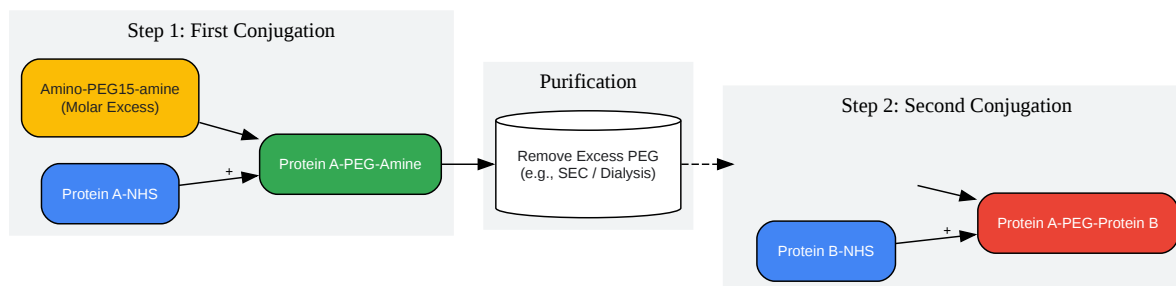 Step 1: First Conjugation
Amino-PEG15-amine
(Molar Excess)
Protein A-NHS
+
Protein A-PEG-Amine
Purification
Remove Excess PEG
(e.g., SEC / Dialysis)
Step 2: Second Conjugation
Protein B-NHS
+
Protein A-PEG-Protein B